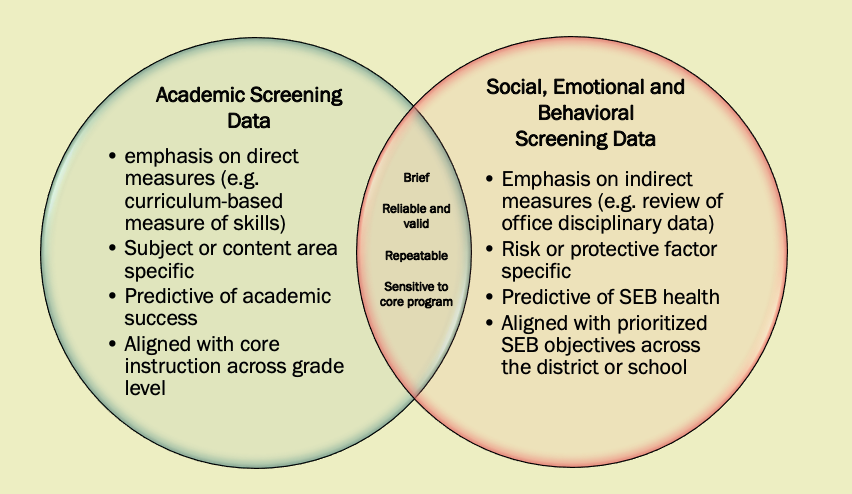 Academic Screening
Data
• emphasis on direct
measures (e.g.
curriculum-based
measure of skills)
• Subject or content area
specific
• Predictive of academic
success
• Aligned with core
instruction across grade
level
Brief
Reliable and
valid
Repeatable
Sensitive to
core program
Social, Emotional and
Behavioral
Screening Data
• Emphasis on indirect
measures (e.g. review of
office disciplinary data)
• Risk or protective factor
specific
• Predictive of SEB health
• Aligned with prioritized
SEB objectives across
the district or school